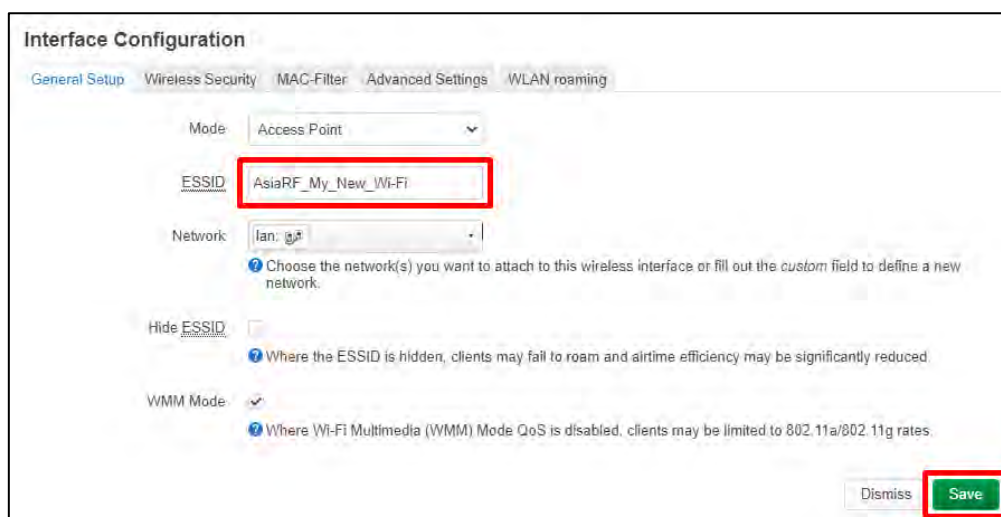 Interface Configuration
General Setup Wireless Security MAC-Filter Advanced Settings WLAN roaming
Mode Access Point
ESSID AsiaRF_My_New_Wi-Fi
Network lan:
Choose the network(s) you want to attach to this wireless interface or fill out the custom field to define a new
network.
Hide ESSID
Where the ESSID is hidden, clients may fail to roam and airtime efficiency may be significantly reduced.
WMM Mode
Where Wi-Fi Multimedia (WMM) Mode QoS is disabled, clients may be limited to 802.11a/802.11g rates.
Dismiss Save